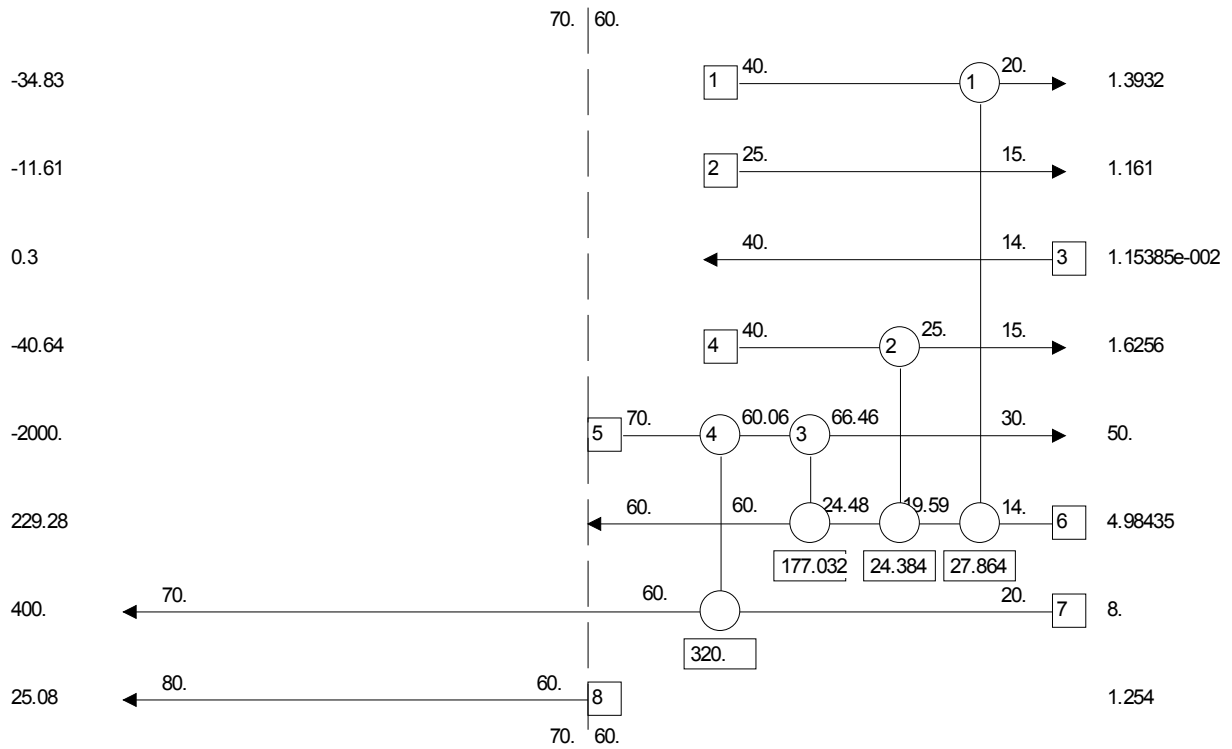 70. 60.
-34.83 1 40. 1 20. 1.3932
-11.61 2 25. 15. 1.161
0.3 40. 14. 3 1.15385e-002
-40.64 4 40. 2 25. 15. 1.6256
-2000. 5 70. 4 60.06 3 66.46 30. 50.
229.28 60. 60. 24.48 19.59 14. 6 4.98435
177.032 24.384 27.864
400. 70. 60. 20. 7 8.
320.
25.08 80. 60. 8 1.254
70. 60.